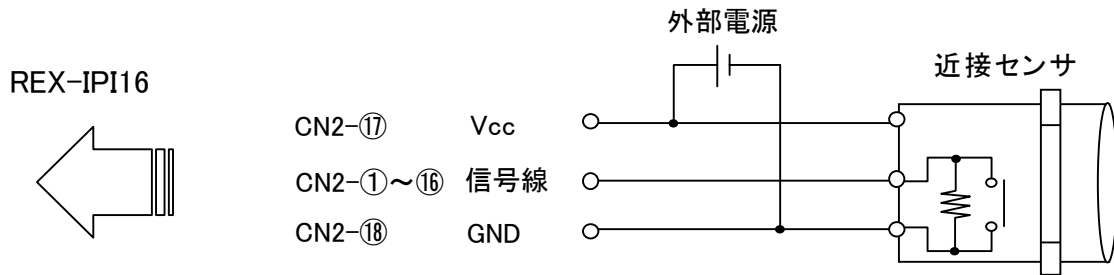 外部電源
近接センサ
REX-IPI16
CN2-⑰ Vcc
CN2-①～⑯ 信号線
CN2-⑱ GND